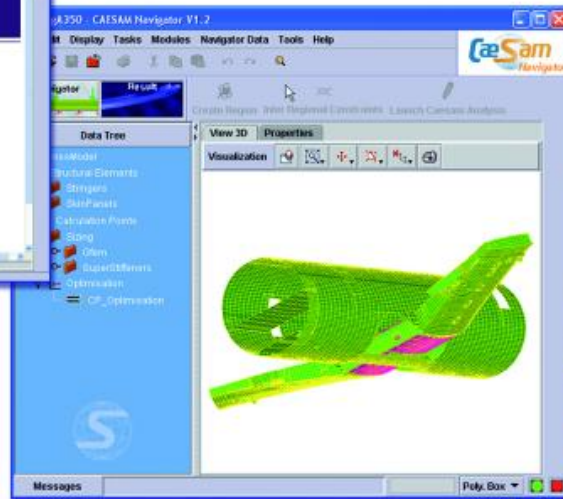 A350 - CAESAM Navigator V1.2
Display Tasks Modules Navigator Data Tools Help
CaeSam
Navigator
Result
Create Region Inter Regional Constraints Launch Caesam Analysis
Data Tree
View 3D Properties
Visualization
Structural Elements
Stringers
SkinPanels
Calculation Points
Sizing
SuperStiffeners
Optimisation
CP_Optimisation
S
Messages
Poly. Box